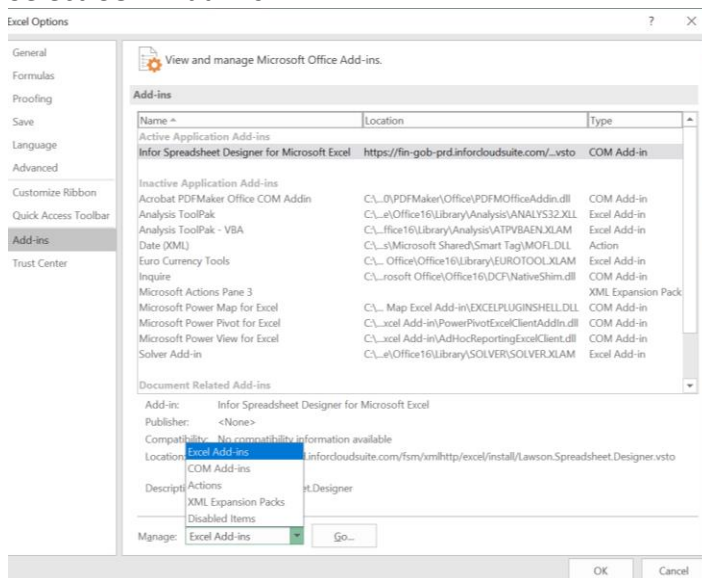 Excel Options ? ×
General
Formulas
Proofing
Save
Language
Advanced
Customize Ribbon
Quick Access Toolbar
Add-ins
Trust Center
View and manage Microsoft Office Add-ins.
Add-ins
Name Location Type
Active Application Add-ins
Infor Spreadsheet Designer for Microsoft Excel https://fin-gob-prd.inforcloudsuite.com/...vsto COM Add-in
Inactive Application Add-ins
Acrobat PDFMaker Office COM Addin C:\...0\PDFMaker\Office\PDFMOfficeAddin.dll COM Add-in
Analysis ToolPak C:\...e\Office16\Library\Analysis\ANALYS32.XLL Excel Add-in
Analysis ToolPak - VBA C:\...ffice16\Library\Analysis\ATPVBAEN.XLAM Excel Add-in
Date (XML) C:\...s\Microsoft Shared\Smart Tag\MOFL.DLL Action
Euro Currency Tools C:\... Office\Office16\Library\EUROTOOL.XLAM Excel Add-in
Inquire C:\...rosoft Office\Office16\DCF\NativeShim.dll COM Add-in
Microsoft Actions Pane 3 XML Expansion Pack
Microsoft Power Map for Excel C:\... Map Excel Add-in\EXCELPLUGINSHELL.DLL COM Add-in
Microsoft Power Pivot for Excel C:\...xcel Add-in\PowerPivotExcelClientAddIn.dll COM Add-in
Microsoft Power View for Excel C:\...xcel Add-in\AdHocReportingExcelClient.dll COM Add-in
Solver Add-in C:\...e\Office16\Library\SOLVER\SOLVER.XLAM Excel Add-in
Document Related Add-ins
Add-in: Infor Spreadsheet Designer for Microsoft Excel
Publisher: <None>
Compatibility: No compatibility information available
Location: l.inforcloudsuite.com/fsm/xmlhttp/excel/install/Lawson.Spreadsheet.Designer.vsto
Descripti et.Designer
Excel Add-ins
COM Add-ins
Actions
XML Expansion Packs
Disabled Items
Manage: Excel Add-ins Go...
OK Cancel